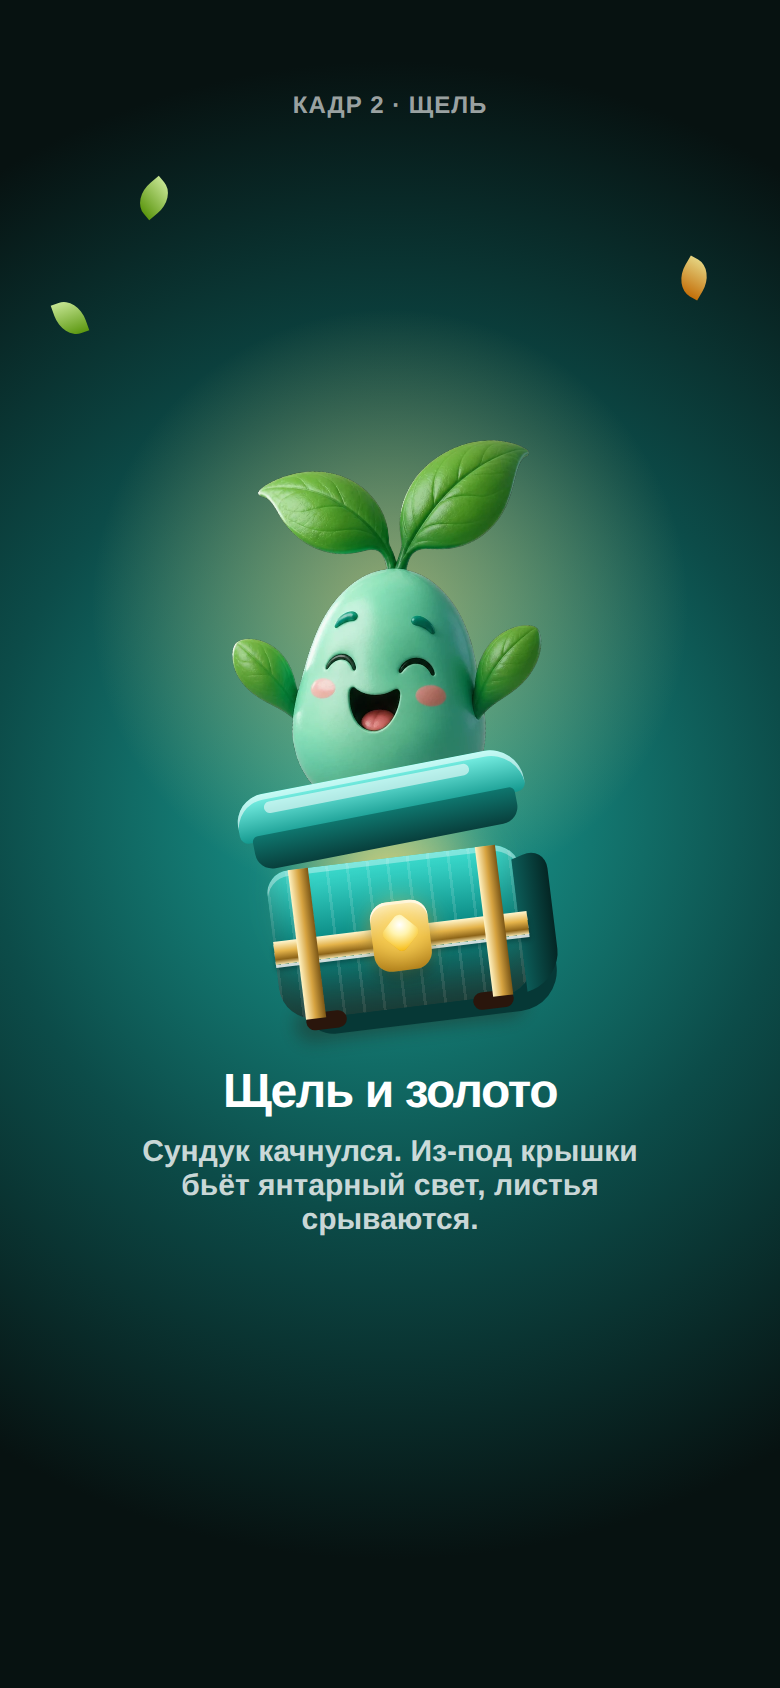 КАДР 2 · ЩЕЛЬ
Щель и золото
Сундук качнулся. Из-под крышки
бьёт янтарный свет, листья
срываются.